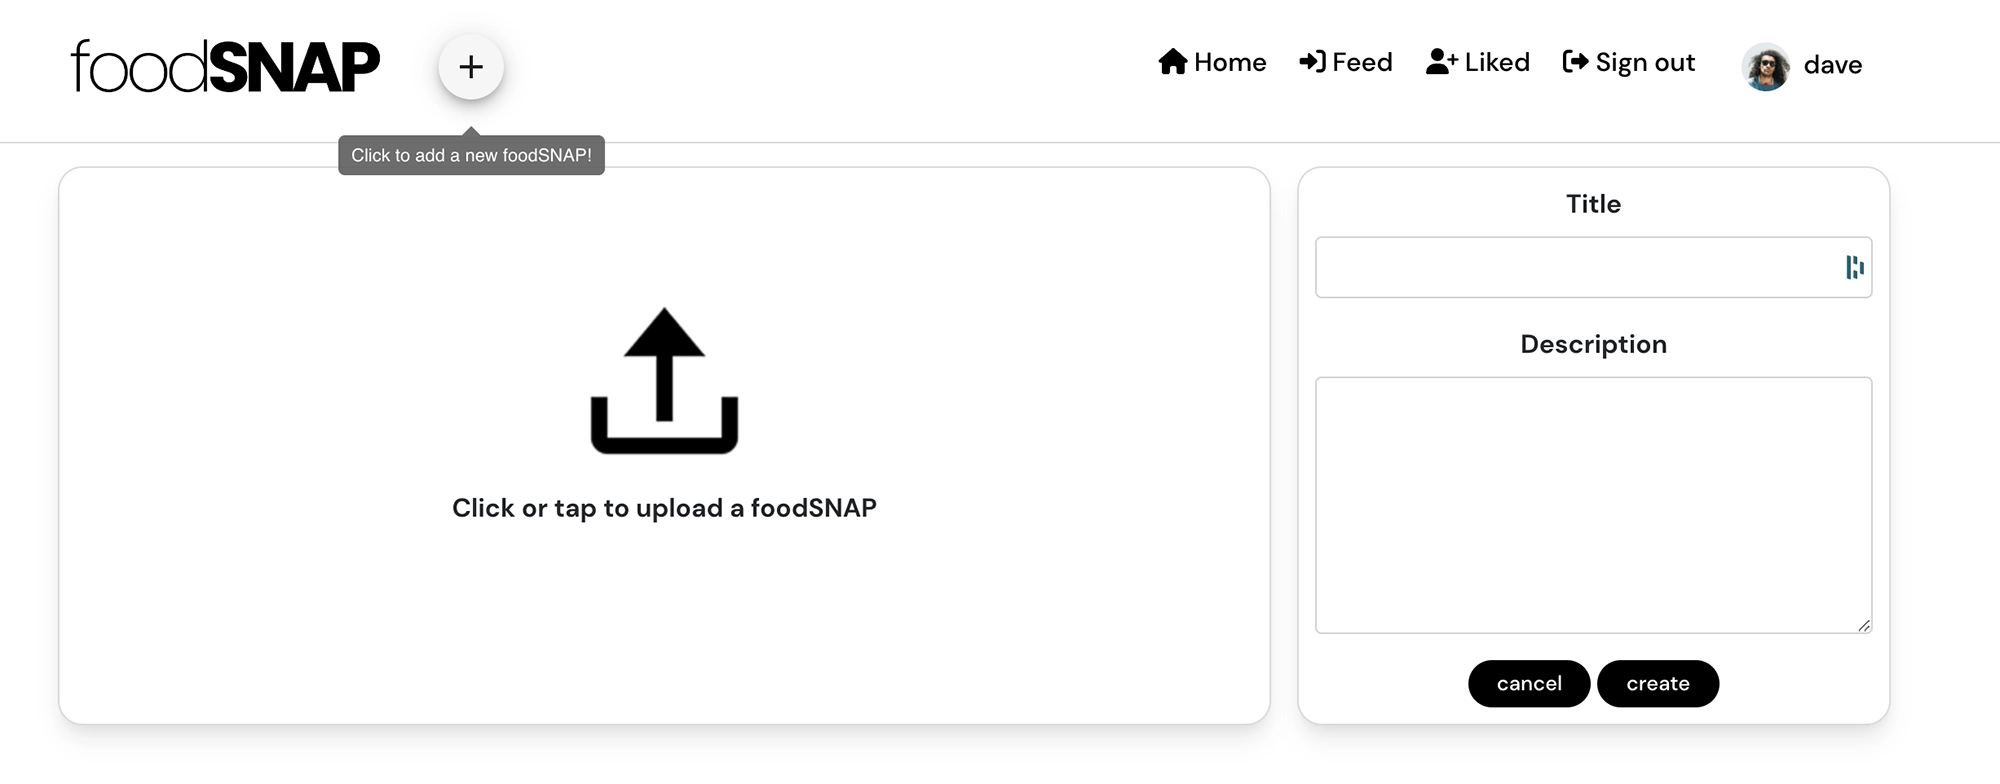 foodSNAP
+
Home Feed Liked Sign out dave
Click to add a new foodSNAP!
Click or tap to upload a foodSNAP
Title
Description
cancel create